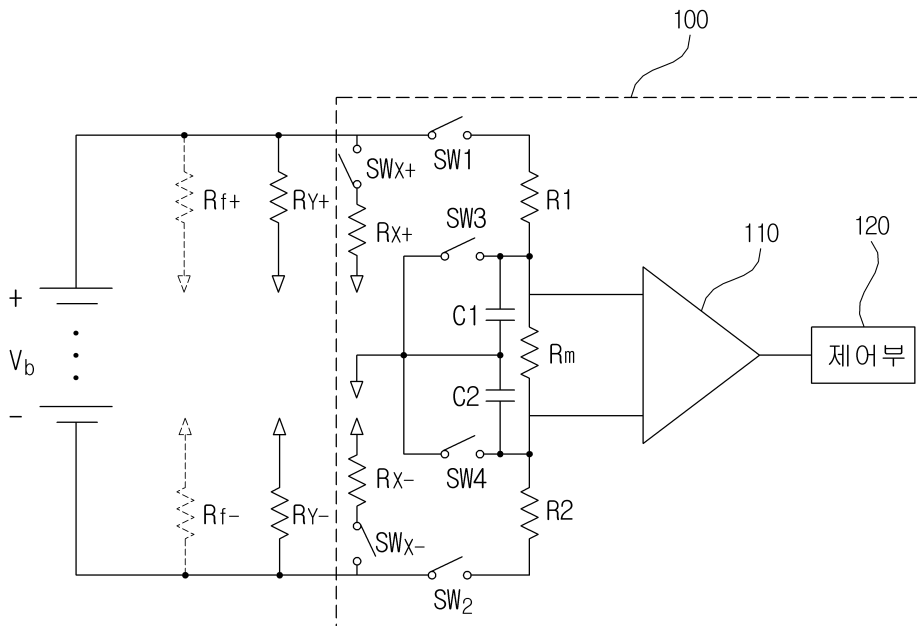 100
SW1
SWX+
Rf+
RY+
RX+
R1
SW3
110
120
+
Vb
-
C1
Rm
제어부
C2
RX-
SW4
Rf-
RY-
R2
SWX-
SW2